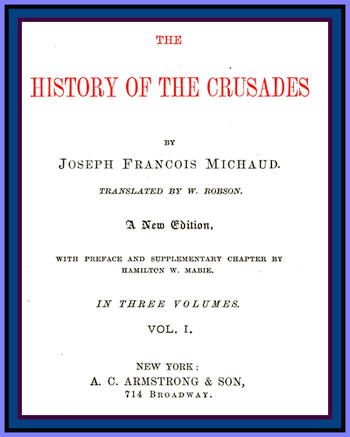 THE
HISTORY OF THE CRUSADES
BY
JOSEPH FRANCOIS MICHAUD.
TRANSLATED BY W. ROBSON.
A New Edition,
WITH PREFACE AND SUPPLEMENTARY CHAPTER BY
HAMILTON W. MABIE.
IN THREE VOLUMES.
VOL. I.
NEW YORK:
A. C. ARMSTRONG & SON,
714 BROADWAY.